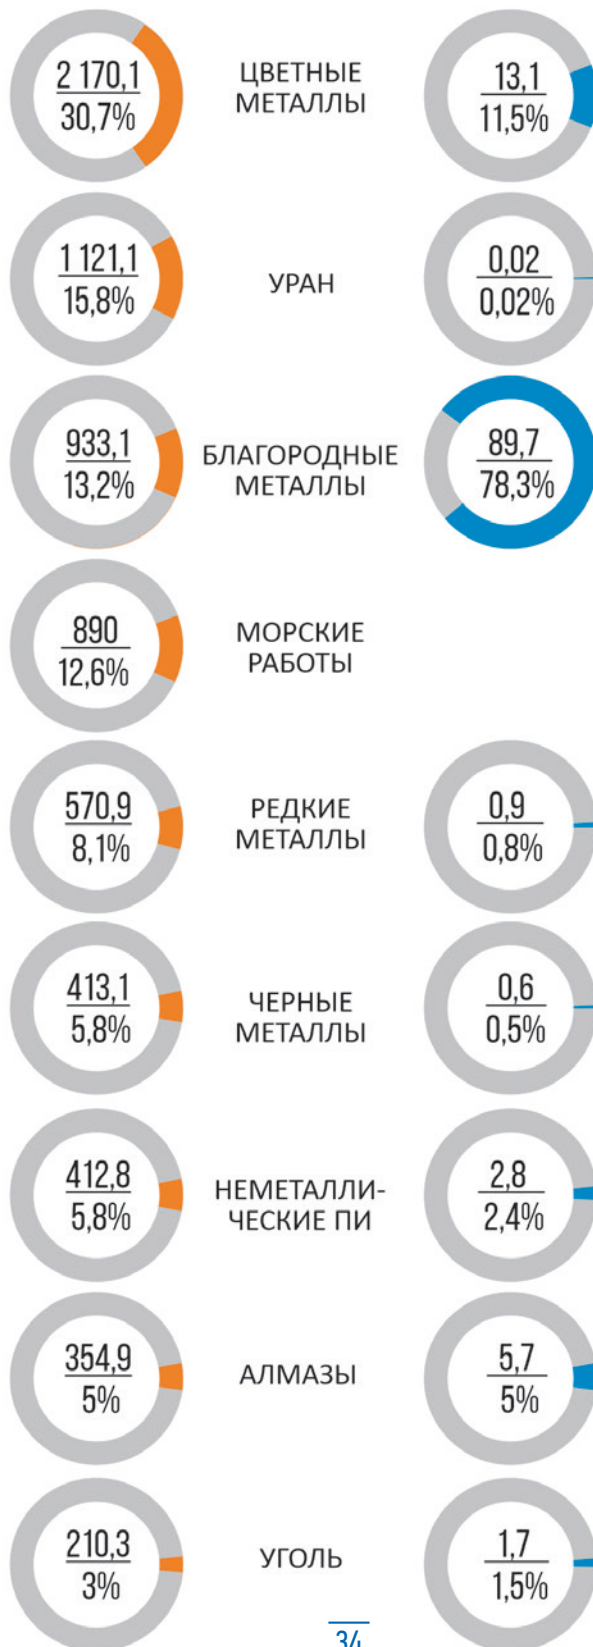 2 170,1
30,7%
ЦВЕТНЫЕ
МЕТАЛЛЫ
13,1
11,5%
1 121,1
15,8%
УРАН
0,02
0,02%
933,1
13,2%
БЛАГОРОДНЫЕ
МЕТАЛЛЫ
89,7
78,3%
890
12,6%
МОРСКИЕ
РАБОТЫ
570,9
8,1%
РЕДКИЕ
МЕТАЛЛЫ
0,9
0,8%
413,1
5,8%
ЧЕРНЫЕ
МЕТАЛЛЫ
0,6
0,5%
412,8
5,8%
НЕМЕТАЛЛИ-
ЧЕСКИЕ ПИ
2,8
2,4%
354,9
5%
АЛМАЗЫ
5,7
5%
210,3
3%
УГОЛЬ
1,7
1,5%
34